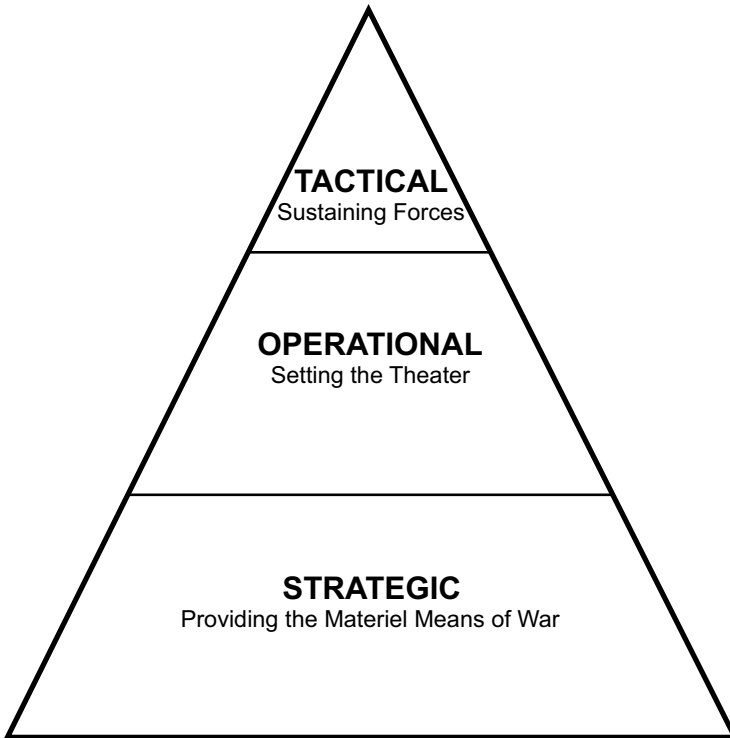 TACTICAL
Sustaining Forces
OPERATIONAL
Setting the Theater
STRATEGIC
Providing the Materiel Means of War